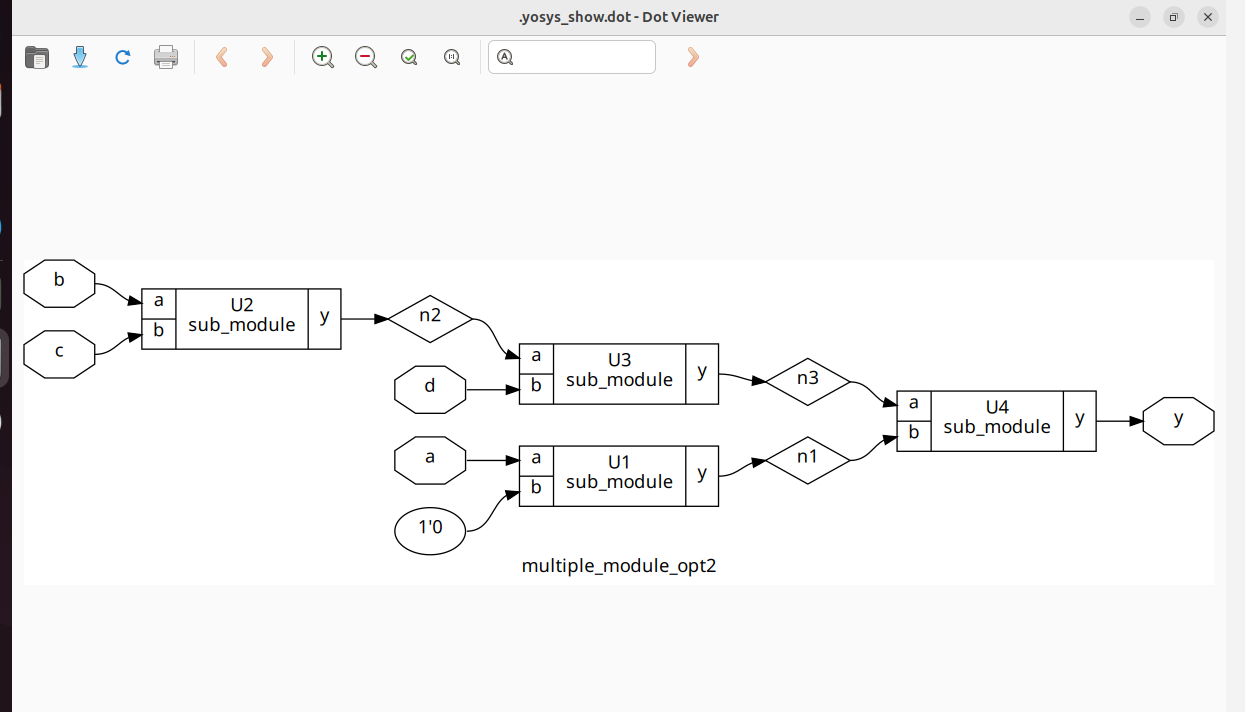 .yosys_show.dot - Dot Viewer
b
a
U2
y
b
sub_module
c
n2
a
U3
y
b
sub_module
d
n3
a
U4
y
b
sub_module
y
a
a
U1
y
b
sub_module
n1
1'0
multiple_module_opt2